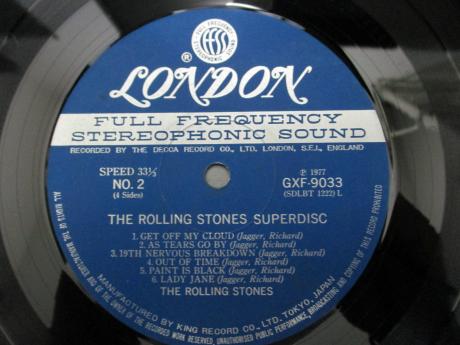 FULL FREQUENCY STEREOPHONIC SOUND
® LONDON
FULL FREQUENCY
STEREOPHONIC SOUND
RECORDED BY THE DECCA RECORD CO., LTD. LONDON, S.E.I., ENGLAND
SPEED 33⅓
NO. 2
(4 Sides)
℗ 1977
GXF-9033
(SDLBT 1222) L
THE ROLLING STONES SUPERDISC
1. GET OFF MY CLOUD (Jagger, Richard)
2. AS TEARS GO BY (Jagger, Richard)
3. 19TH NERVOUS BREAKDOWN (Jagger, Richard)
4. OUT OF TIME (Jagger, Richard)
5. PAINT IS BLACK (Jagger, Richard)
6. LADY JANE (Jagger, Richard)
THE ROLLING STONES
MANUFACTURED BY KING RECORD CO., LTD. TOKYO, JAPAN
ALL RIGHTS OF THE MANUFACTURER AND OF THE OWNER OF THE RECORDED WORK RESERVED. UNAUTHORISED PUBLIC PERFORMANCE, BROADCASTING AND COPYING OF THIS RECORD PROHIBITED